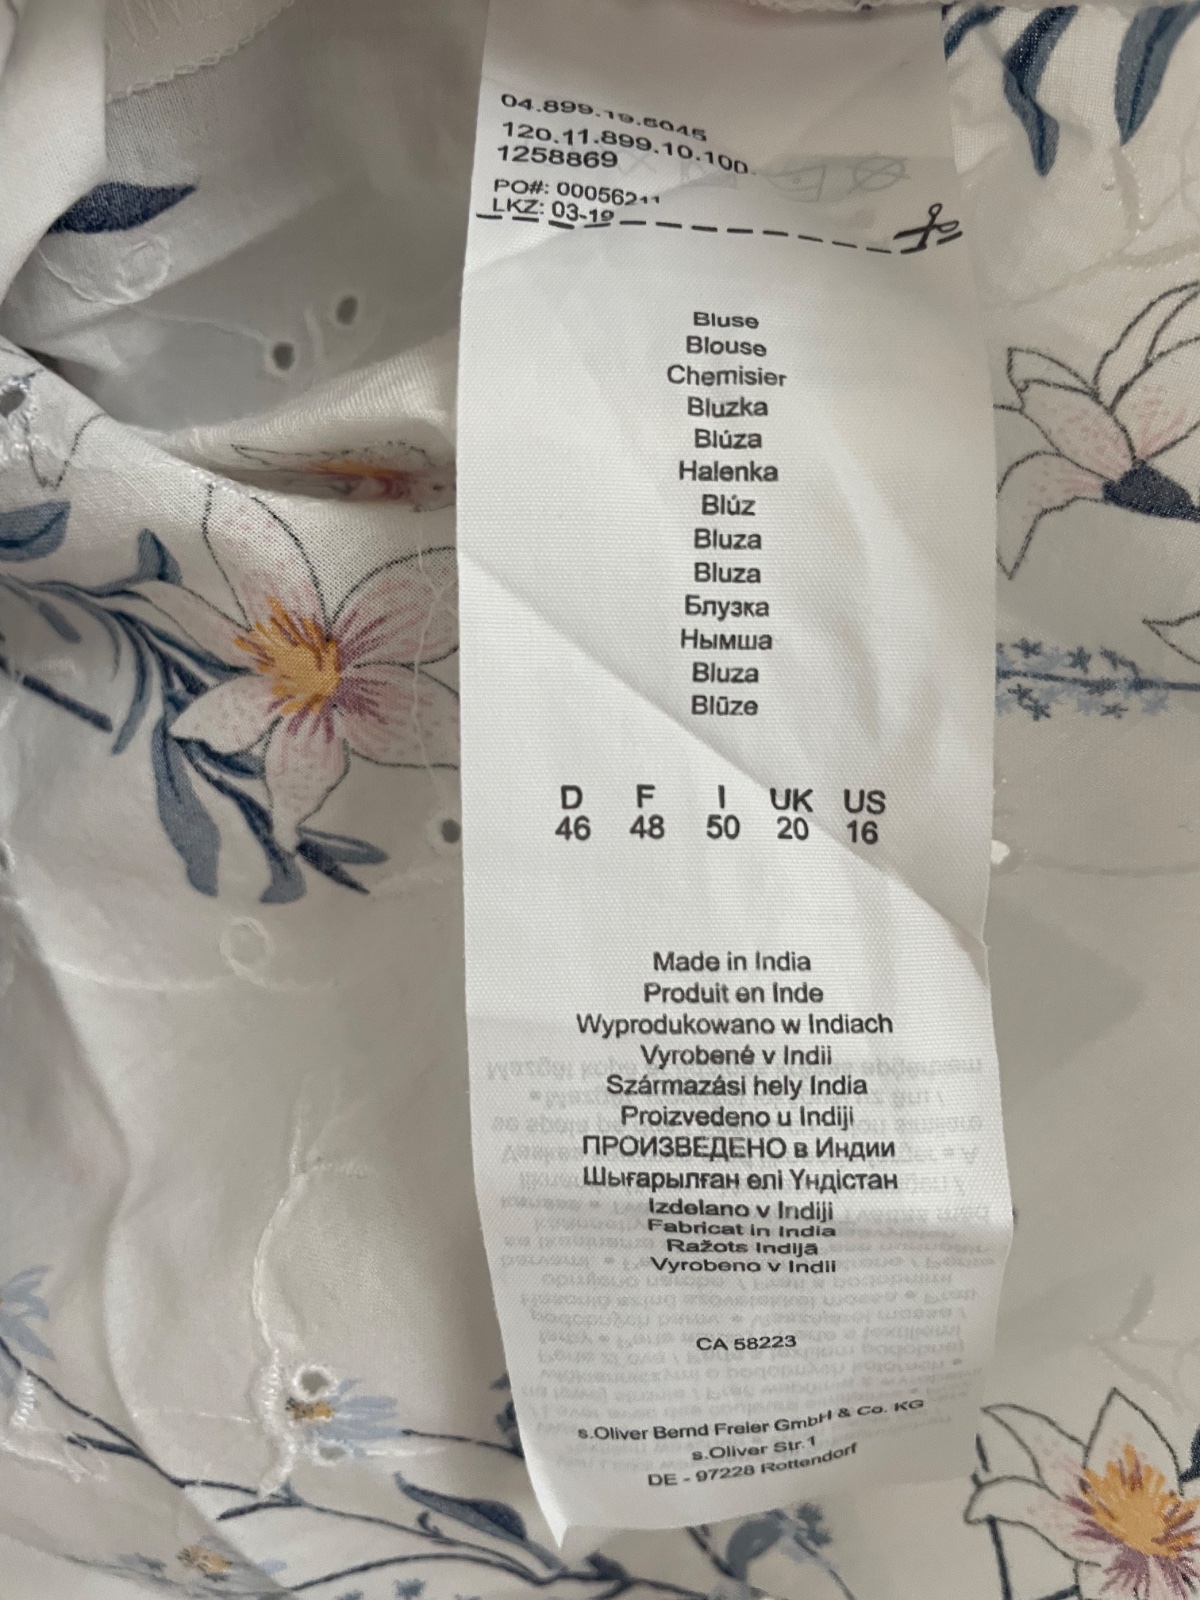 04.899.19.5045
120.11.899.10.100.
1258869
PO#: 00056211
LKZ: 03-19
Bluse
Blouse
Chemisier
Bluzka
Blúza
Halenka
Blúz
Bluza
Bluza
Блузка
Нымша
Bluza
Blūze
D F I UK US
46 48 50 20 16
Made in India
Produit en Inde
Wyprodukowano w Indiach
Vyrobené v Indii
Származási hely India
Proizvedeno u Indiji
ПРОИЗВЕДЕНО в Индии
Шығарылған елі Үндістан
Izdelano v Indiji
Fabricat in India
Ražots Indijā
Vyrobeno v Indii
CA 58223
s.Oliver Bernd Freier GmbH & Co. KG
s.Oliver Str.1
DE - 97228 Rottendorf